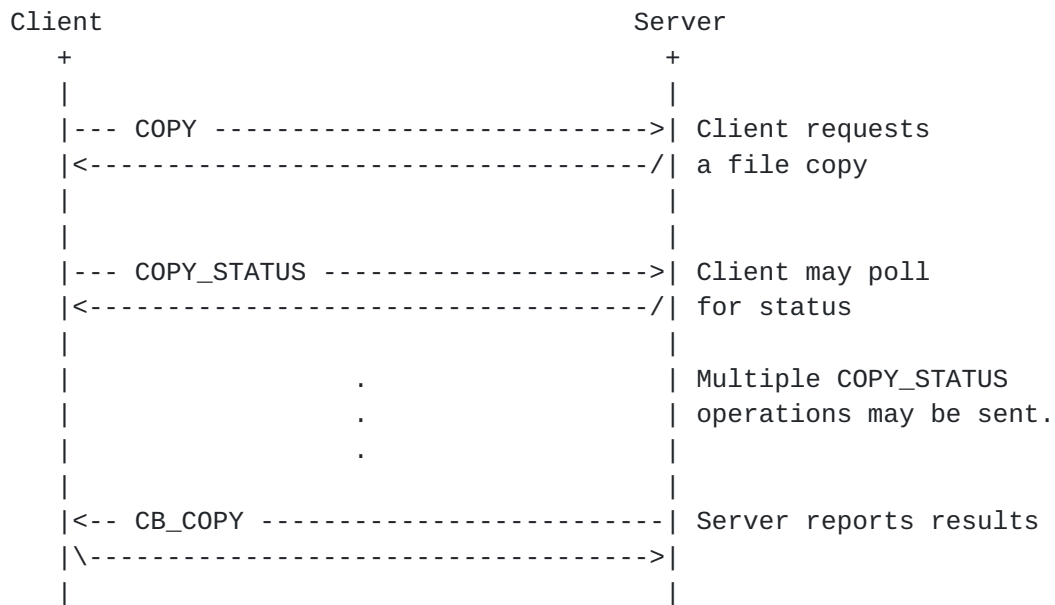 Client                                  Server
   +                                      +
   |                                      |
   |--- COPY ---------------------------->| Client requests
   |<------------------------------------/| a file copy
   |                                      |
   |                                      |
   |--- COPY_STATUS --------------------->| Client may poll
   |<------------------------------------/| for status
   |                                      |
   |                  .                   | Multiple COPY_STATUS
   |                  .                   | operations may be sent.
   |                  .                   |
   |                                      |
   |<-- CB_COPY --------------------------| Server reports results
   |\------------------------------------>|
   |                                      |